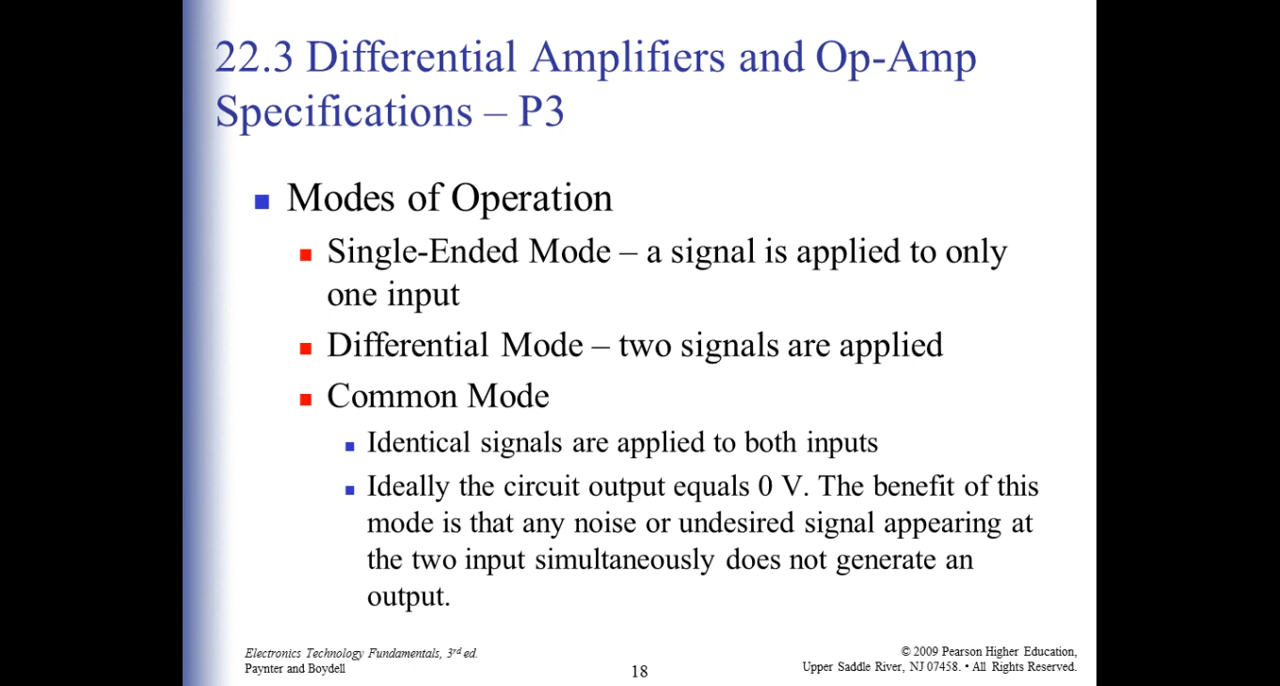 22.3 Differential Amplifiers and Op-Amp
Specifications – P3
Modes of Operation
Single-Ended Mode – a signal is applied to only
one input
Differential Mode – two signals are applied
Common Mode
Identical signals are applied to both inputs
Ideally the circuit output equals 0 V. The benefit of this
mode is that any noise or undesired signal appearing at
the two input simultaneously does not generate an
output.
Electronics Technology Fundamentals, 3rd ed.
Paynter and Boydell
18
© 2009 Pearson Higher Education,
Upper Saddle River, NJ 07458. • All Rights Reserved.